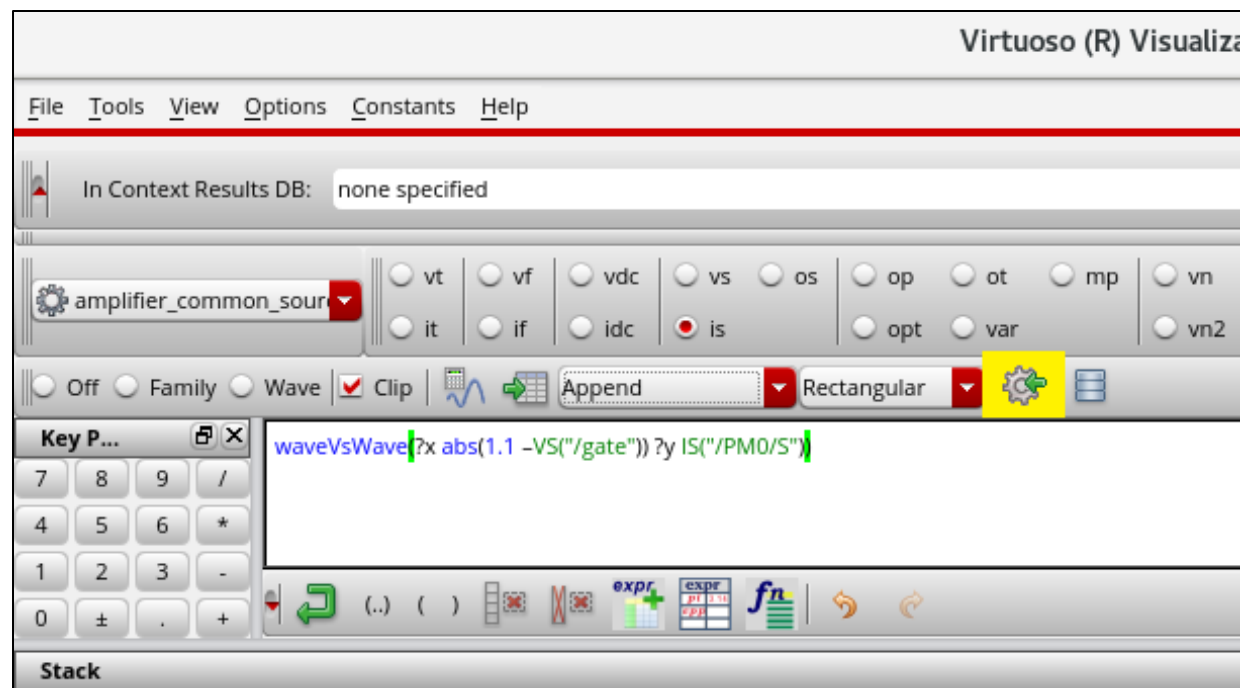 Virtuoso (R) Visualiza
File Tools View Options Constants Help
In Context Results DB: none specified
amplifier_common_sour
vt vf vdc vs os op ot mp vn
it if idc is opt var vn2
Off Family Wave Clip Append Rectangular
Key P...
waveVsWave(?x abs(1.1 –VS("/gate")) ?y IS("/PM0/S"))
7 8 9 /
4 5 6 *
1 2 3 -
0 ± . +
(..) ( ) expr expr fn
Stack